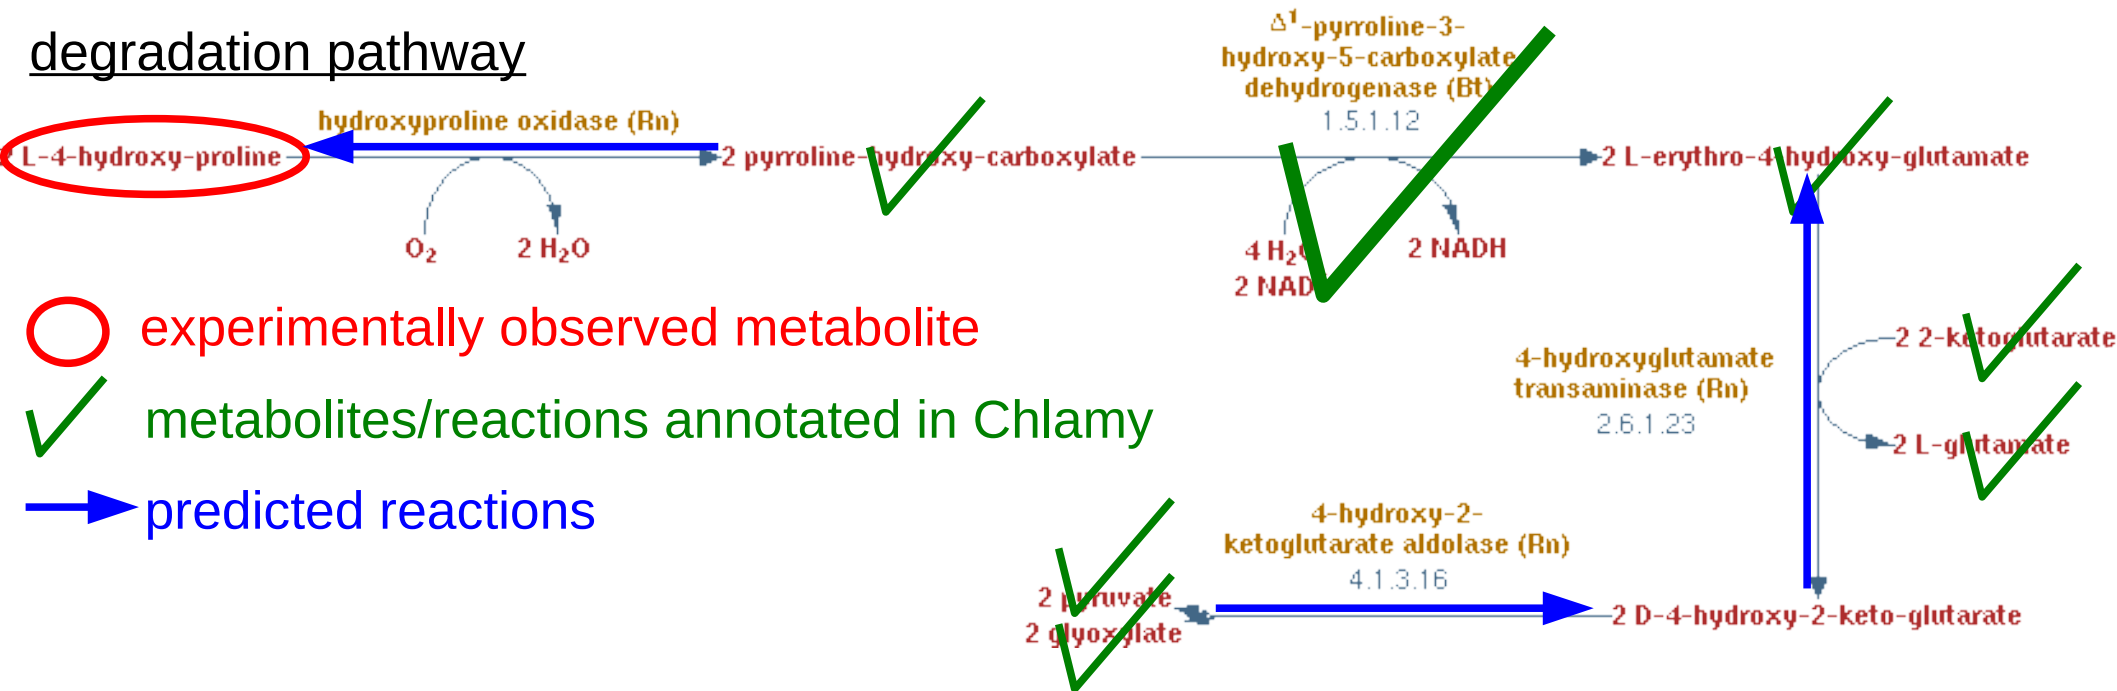 degradation pathway
Δ¹-pyrroline-3-
hydroxy-5-carboxylate
dehydrogenase (Bt)
1.5.1.12
hydroxyproline oxidase (Rn)
L-4-hydroxy-proline
2 pyrroline-hydroxy-carboxylate
2 L-erythro-4-hydroxy-glutamate
O₂
2 H₂O
4 H₂O
2 NADH
2 NAD
experimentally observed metabolite
2 2-ketoglutarate
4-hydroxyglutamate
transaminase (Rn)
2.6.1.23
2 L-glutamate
metabolites/reactions annotated in Chlamy
predicted reactions
4-hydroxy-2-
ketoglutarate aldolase (Rn)
4.1.3.16
2 pyruvate
2 glyoxylate
2 D-4-hydroxy-2-keto-glutarate